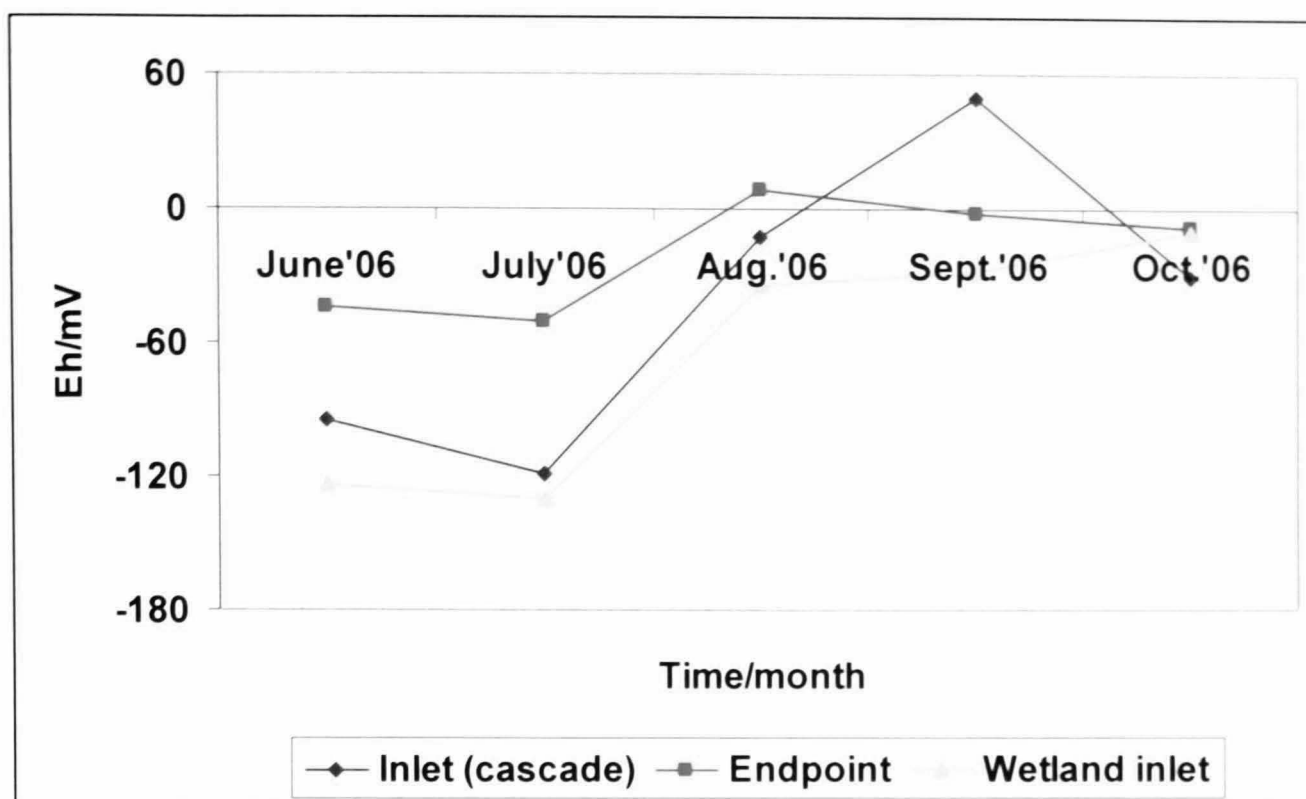 60
0
-60
-120
-180
Eh/mV
June'06 July'06 Aug.'06 Sept.'06 Oct.'06
Time/month
Inlet (cascade) Endpoint Wetland inlet